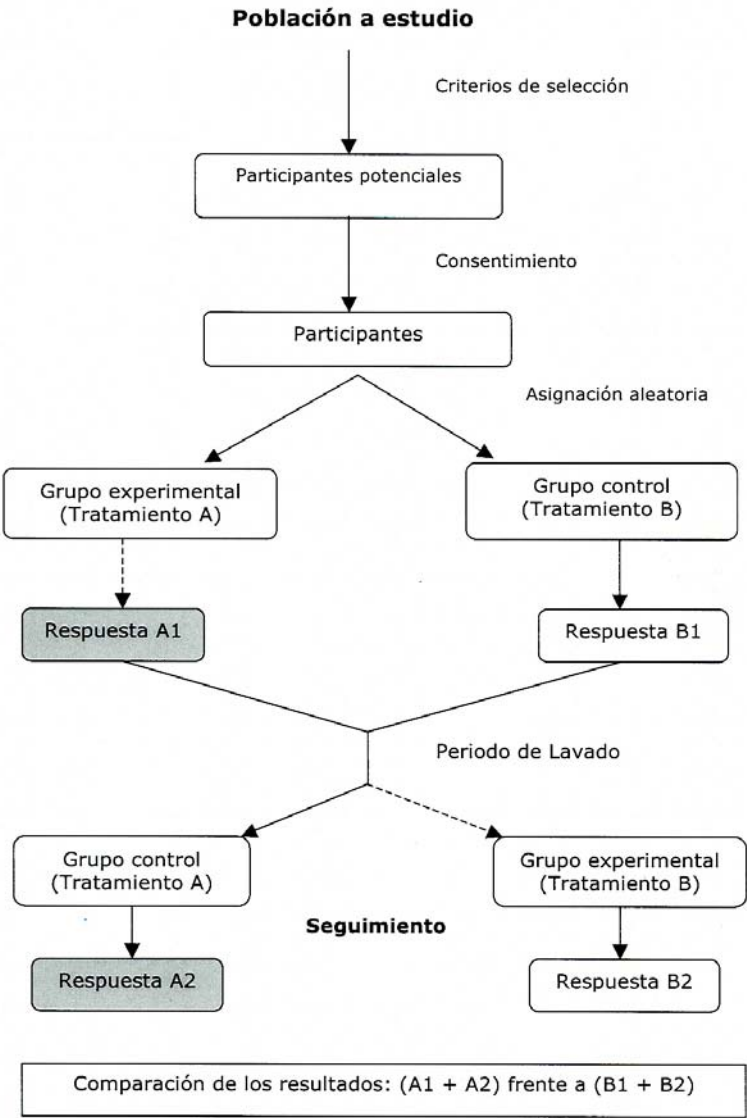 Población a estudio
Criterios de selección
Participantes potenciales
Consentimiento
Participantes
Asignación aleatoria
Grupo experimental
(Tratamiento A)
Grupo control
(Tratamiento B)
Respuesta A1
Respuesta B1
Periodo de Lavado
Grupo control
(Tratamiento A)
Grupo experimental
(Tratamiento B)
Seguimiento
Respuesta A2
Respuesta B2
Comparación de los resultados: (A1 + A2) frente a (B1 + B2)